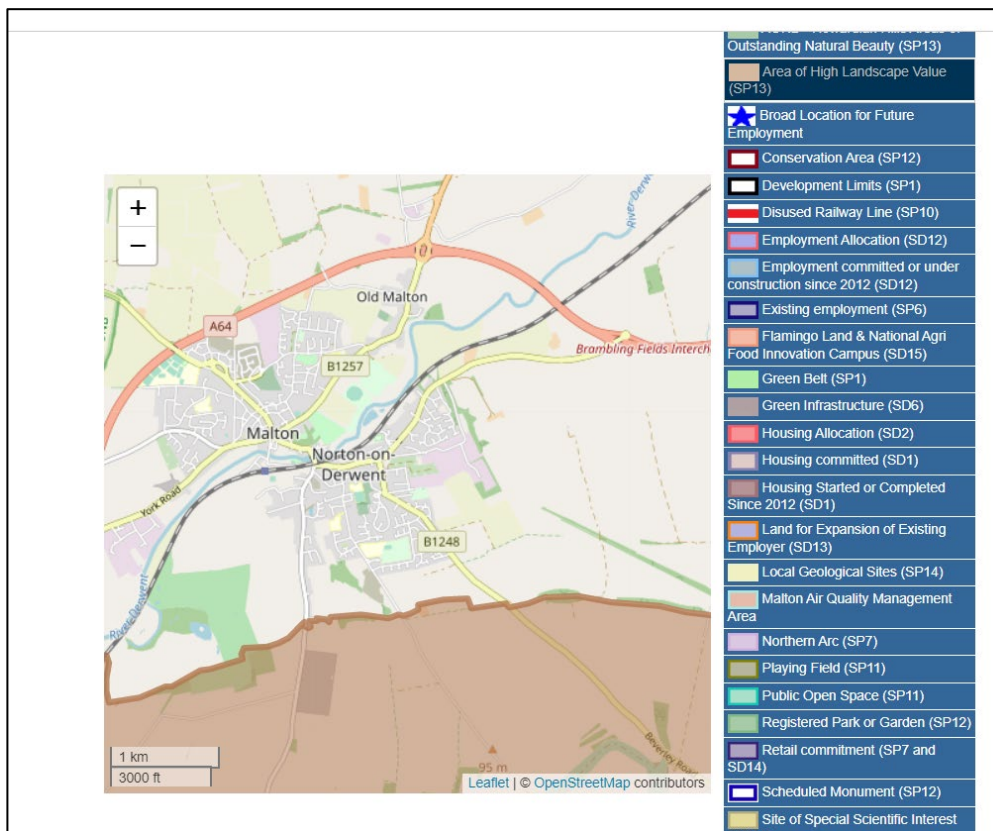 Outstanding Natural Beauty (SP13)
Area of High Landscape Value
(SP13)
Broad Location for Future
Employment
Conservation Area (SP12)
Development Limits (SP1)
Disused Railway Line (SP10)
Employment Allocation (SD12)
Employment committed or under
construction since 2012 (SD12)
Existing employment (SP6)
Flamingo Land & National Agri
Food Innovation Campus (SD15)
Green Belt (SP1)
Green Infrastructure (SD6)
Housing Allocation (SD2)
Housing committed (SD1)
Housing Started or Completed
Since 2012 (SD1)
Land for Expansion of Existing
Employer (SD13)
Local Geological Sites (SP14)
Malton Air Quality Management
Area
Northern Arc (SP7)
Playing Field (SP11)
Public Open Space (SP11)
Registered Park or Garden (SP12)
Retail commitment (SP7 and
SD14)
Scheduled Monument (SP12)
Site of Special Scientific Interest
+
−
River Derwe
Old Malton
A64
Brambling Fields Interch
B1257
Malton
Norton-on-
Derwent
York Road
B1248
River Derwent
Beverley Road
95 m
1 km
3000 ft
Leaflet | © OpenStreetMap contributors